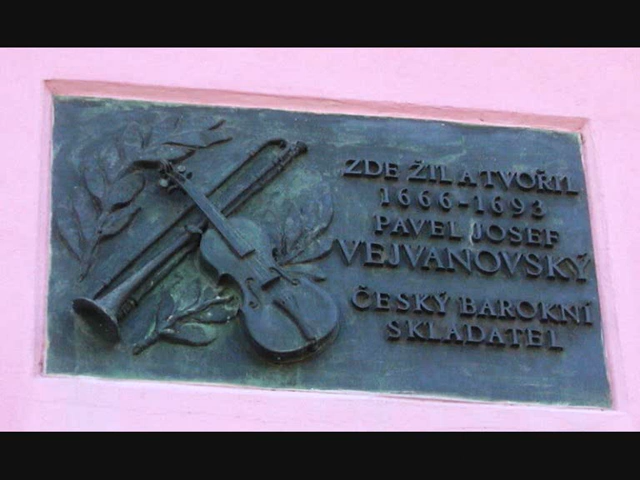 ZDE ŽIL A TVOŘIL
1666-1693
PAVEL JOSEF
VEJVANOVSKÝ
ČESKÝ BAROKNÍ
SKLADATEL